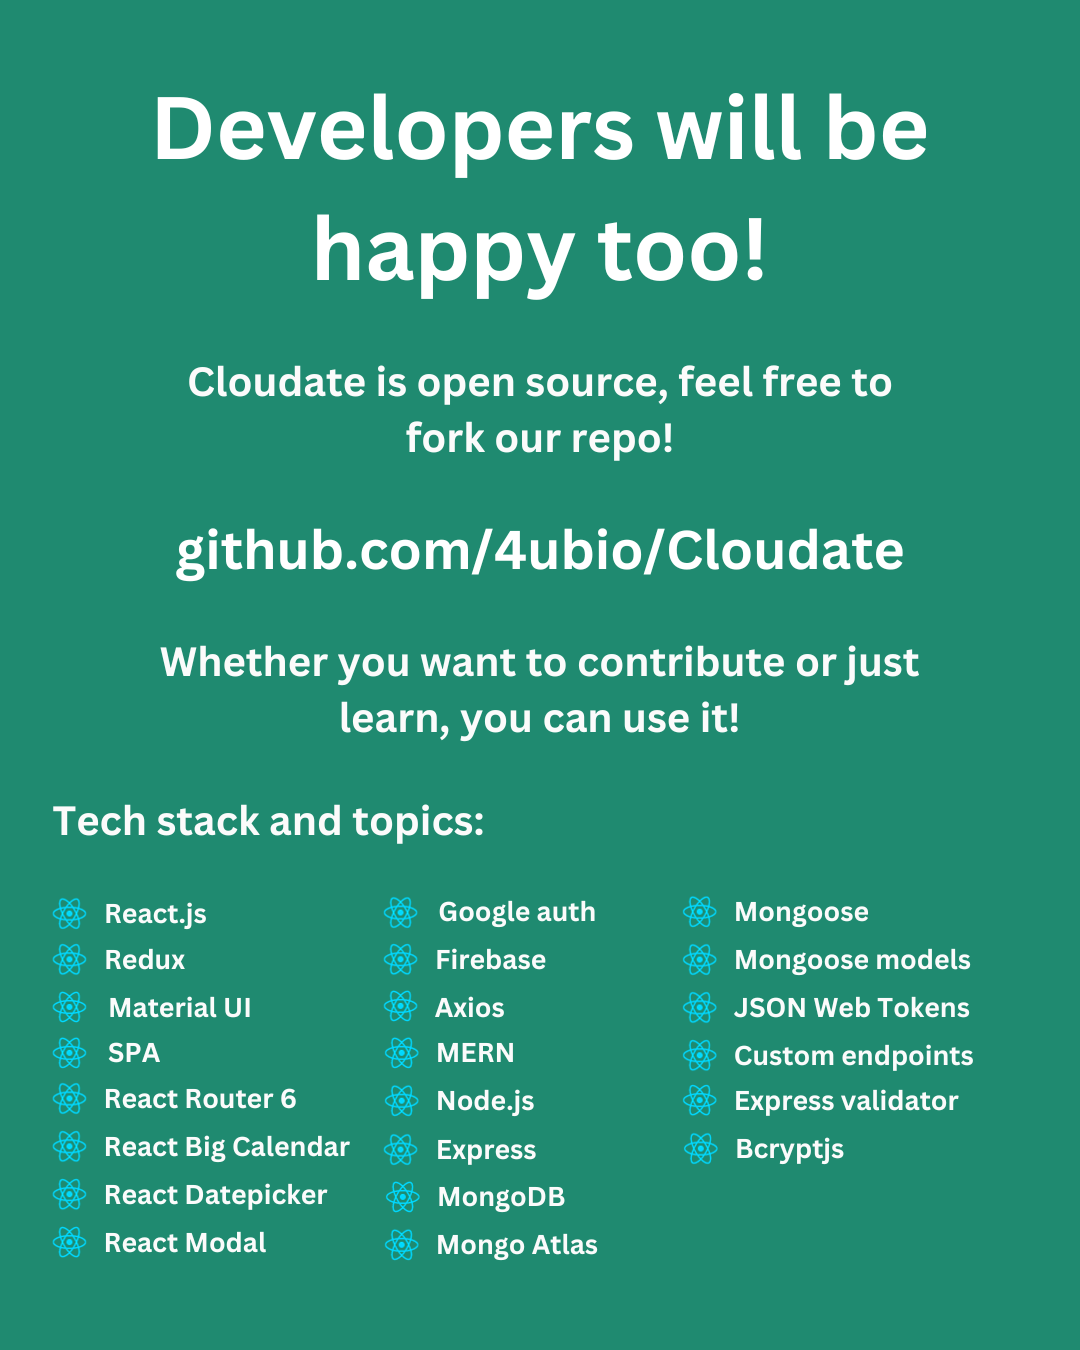 Developers will be
happy too!
Cloudate is open source, feel free to
fork our repo!
github.com/4ubio/Cloudate
Whether you want to contribute or just
learn, you can use it!
Tech stack and topics:
React.js
Redux
Material UI
SPA
React Router 6
React Big Calendar
React Datepicker
React Modal
Google auth
Firebase
Axios
MERN
Node.js
Express
MongoDB
Mongo Atlas
Mongoose
Mongoose models
JSON Web Tokens
Custom endpoints
Express validator
Bcryptjs